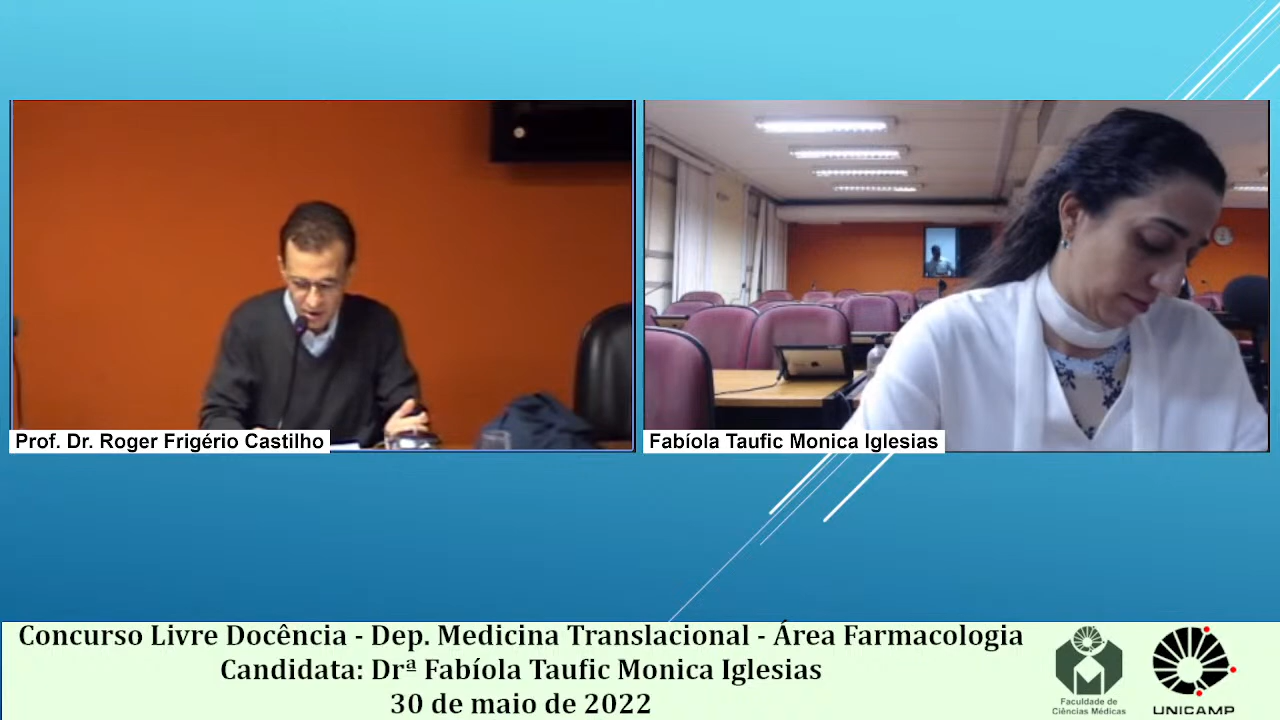 Prof. Dr. Roger Frigério Castilho
Fabíola Taufic Monica Iglesias
Concurso Livre Docência - Dep. Medicina Translacional - Área Farmacologia
Candidata: Drª Fabíola Taufic Monica Iglesias
30 de maio de 2022
Faculdade de
Ciências Médicas
UNICAMP